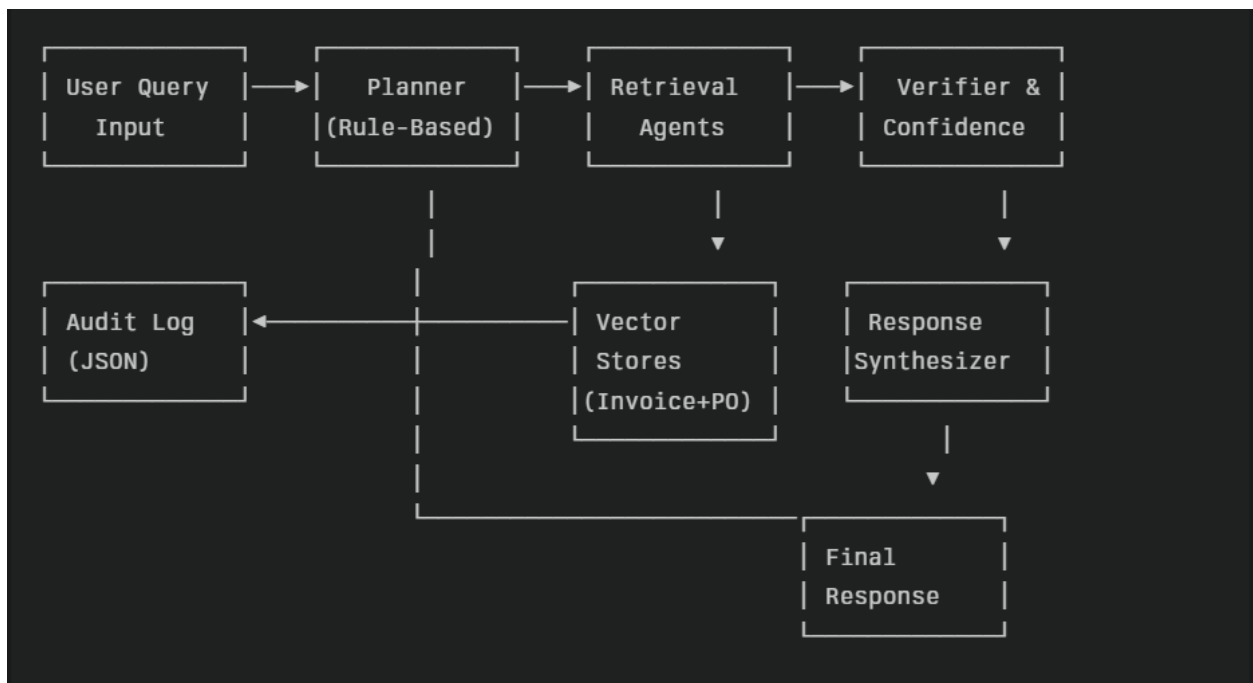 User Query
Input
Planner
(Rule-Based)
Retrieval
Agents
Verifier &
Confidence
Audit Log
(JSON)
Vector
Stores
(Invoice+PO)
Response
Synthesizer
Final
Response